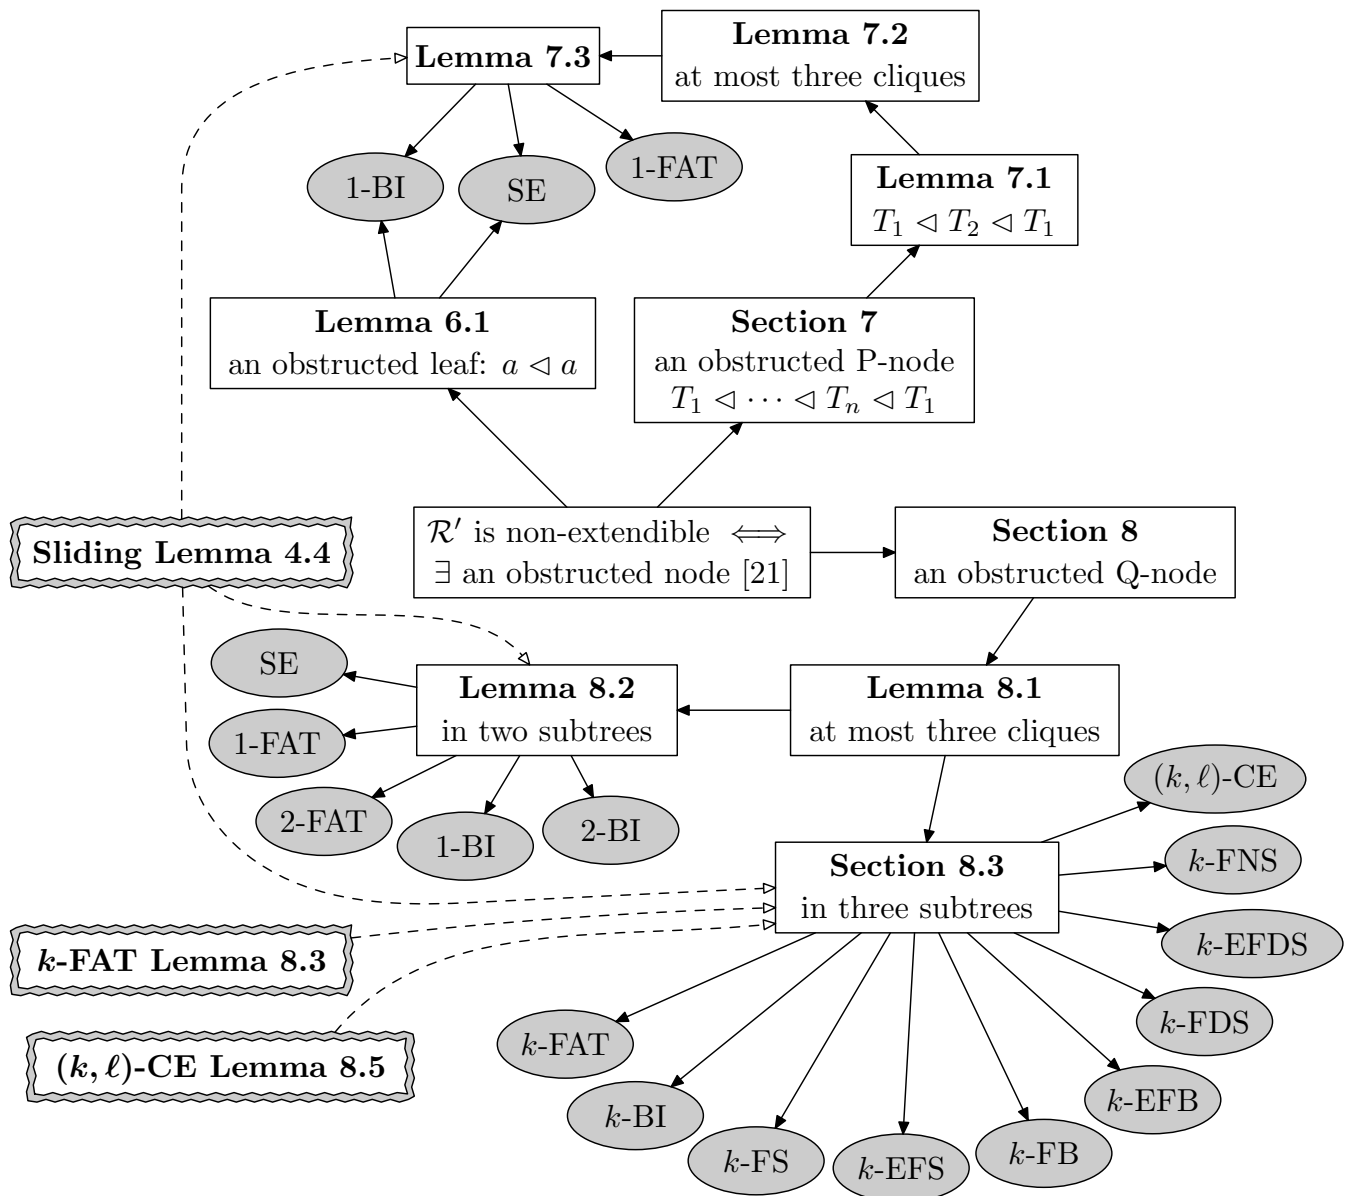 Lemma 7.3
Lemma 7.2
at most three cliques
1-BI
SE
1-FAT
Lemma 7.1
T₁ ◁ T₂ ◁ T₁
Lemma 6.1
an obstructed leaf: a ◁ a
Section 7
an obstructed P-node
T₁ ◁ ⋯ ◁ Tₙ ◁ T₁
Sliding Lemma 4.4
ℛ′ is non-extendible ⟺
∃ an obstructed node [21]
Section 8
an obstructed Q-node
SE
1-FAT
2-FAT
1-BI
2-BI
Lemma 8.2
in two subtrees
Lemma 8.1
at most three cliques
(k, ℓ)-CE
k-FNS
k-EFDS
Section 8.3
in three subtrees
k-FAT Lemma 8.3
(k, ℓ)-CE Lemma 8.5
k-FAT
k-BI
k-FS
k-EFS
k-FB
k-EFB
k-FDS